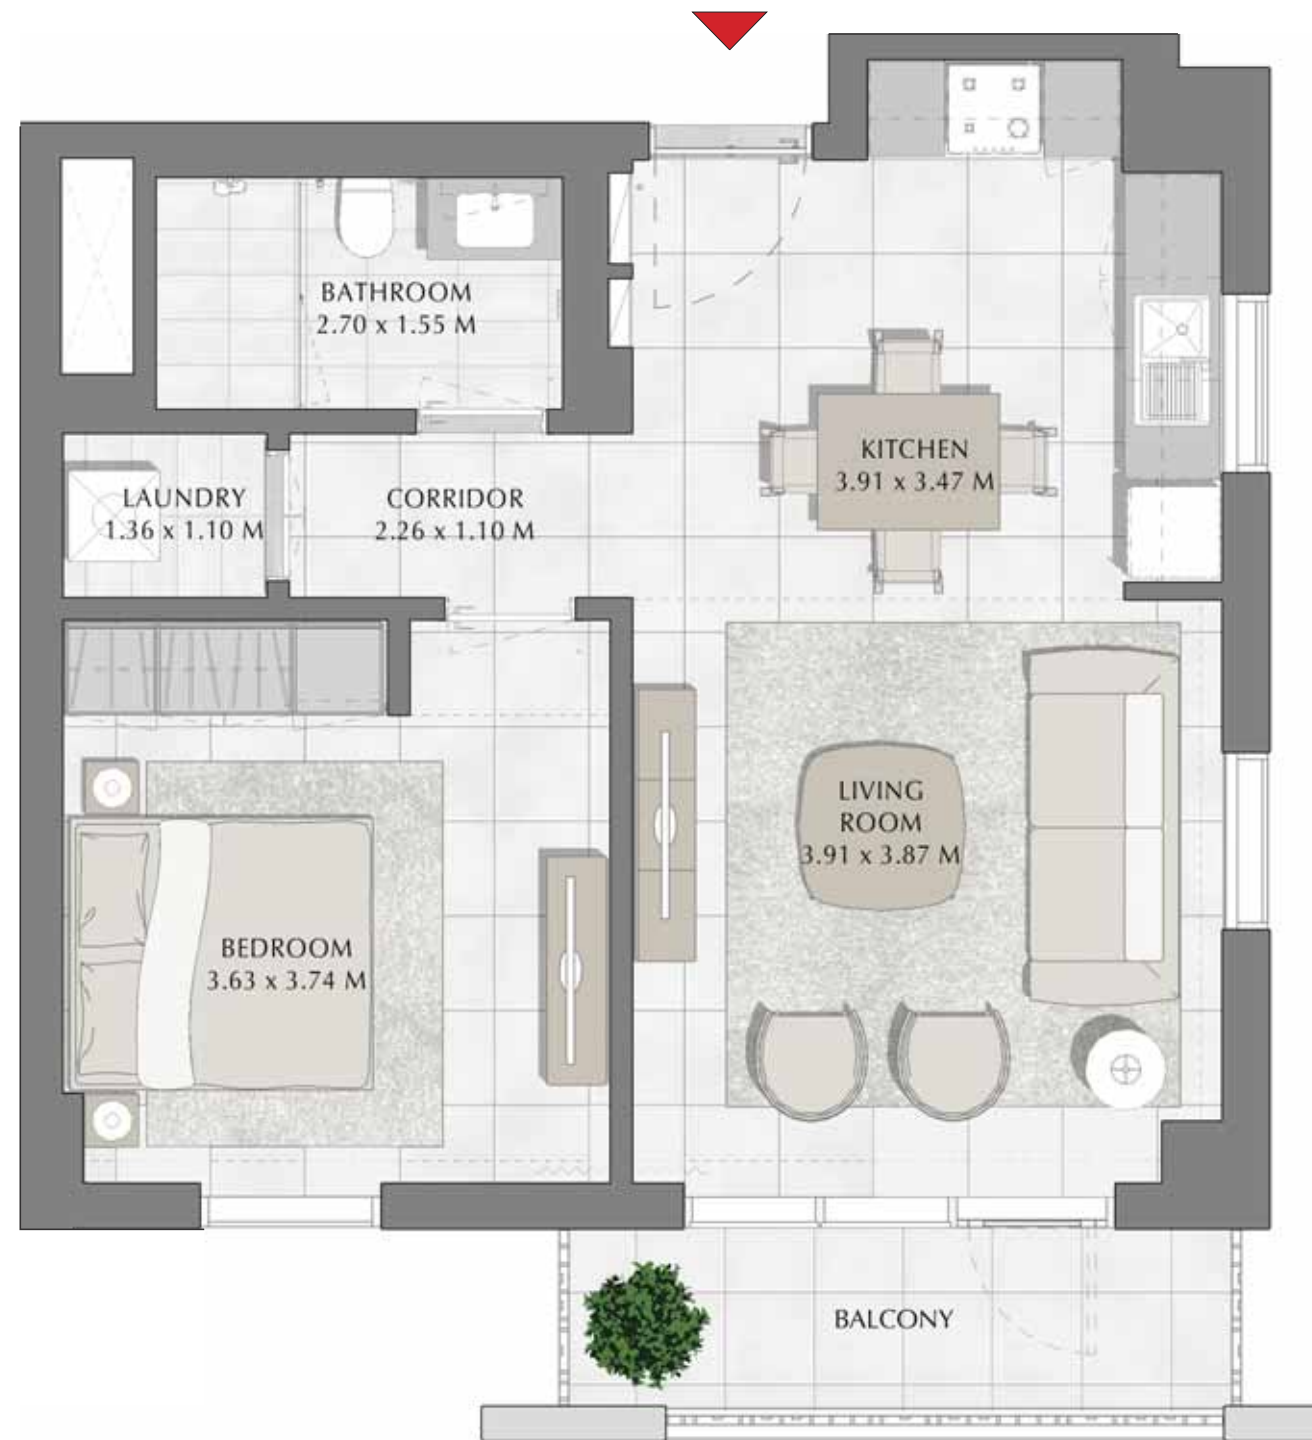 BATHROOM
2.70 x 1.55 M
KITCHEN
3.91 x 3.47 M
LAUNDRY
1.36 x 1.10 M
CORRIDOR
2.26 x 1.10 M
LIVING
ROOM
3.91 x 3.87 M
BEDROOM
3.63 x 3.74 M
BALCONY